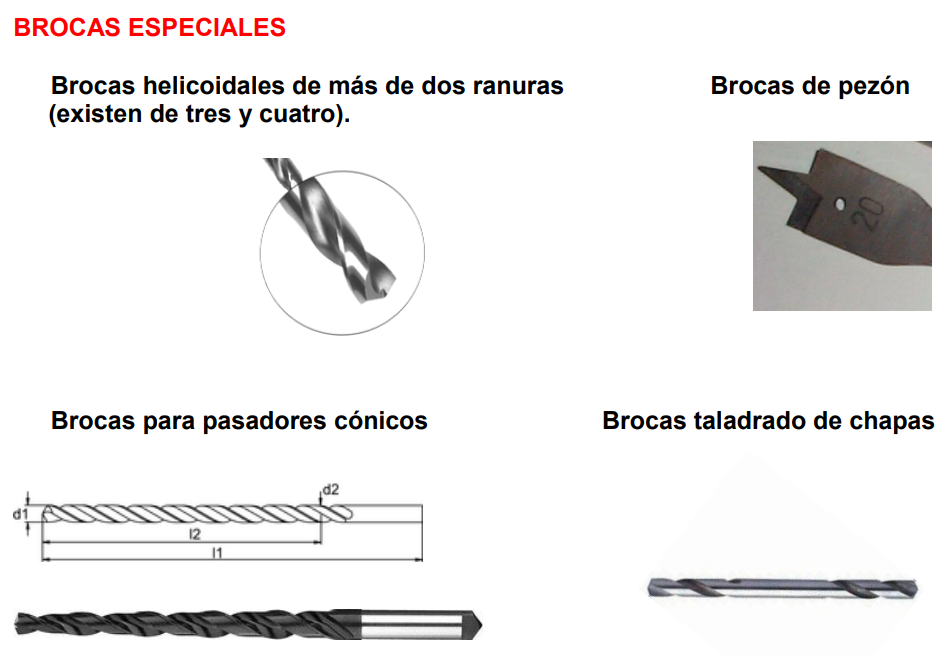 BROCAS ESPECIALES
Brocas helicoidales de más de dos ranuras
(existen de tres y cuatro).
Brocas de pezón
20
Brocas para pasadores cónicos
Brocas taladrado de chapas
d2
d1
l2
l1